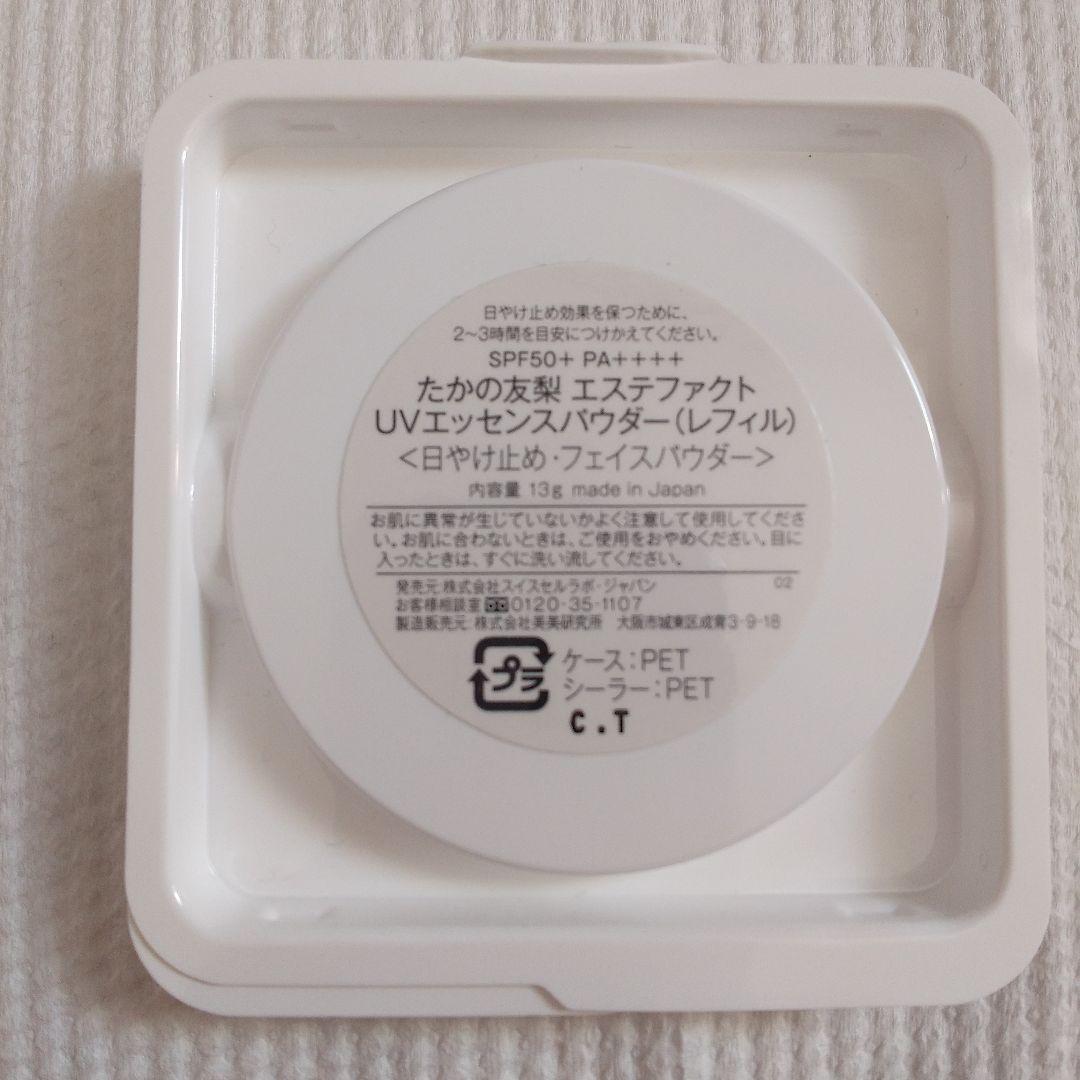 日やけ止め効果を保つために、
2〜3時間を目安につけかえてください。
SPF50+ PA++++
たかの友梨 エステファクト
UVエッセンスパウダー(レフィル)
<日やけ止め・フェイスパウダー>
内容量 13g made in Japan
お肌に異常が生じていないかよく注意して使用してくださ
い。お肌に合わないときは、ご使用をおやめください。目に
入ったときは、すぐに洗い流してください。
発売元:株式会社スイスセルラボ・ジャパン 02
お客様相談室 0120-35-1107
製造販売元:株式会社美美研究所 大阪市城東区成育3-9-18
プラ
ケース:PET
シーラー:PET
C.T